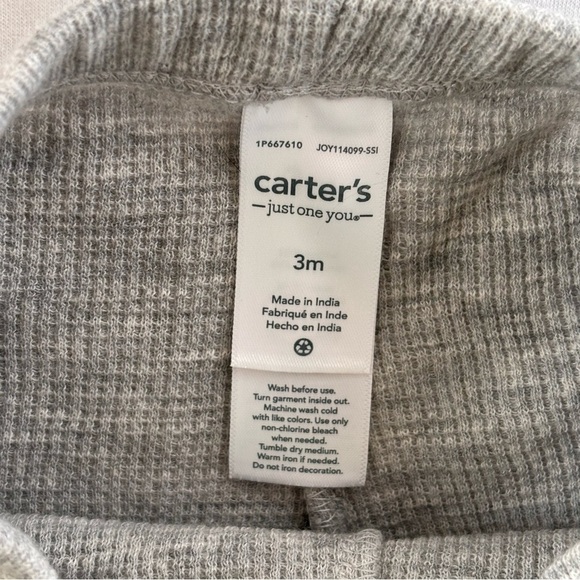 1P667610 JOY114099-SSI
carter's
just one you®
3m
Made in India
Fabriqué en Inde
Hecho en India
Wash before use.
Turn garment inside out.
Machine wash cold
with like colors. Use only
non-chlorine bleach
when needed.
Tumble dry medium.
Warm iron if needed.
Do not iron decoration.